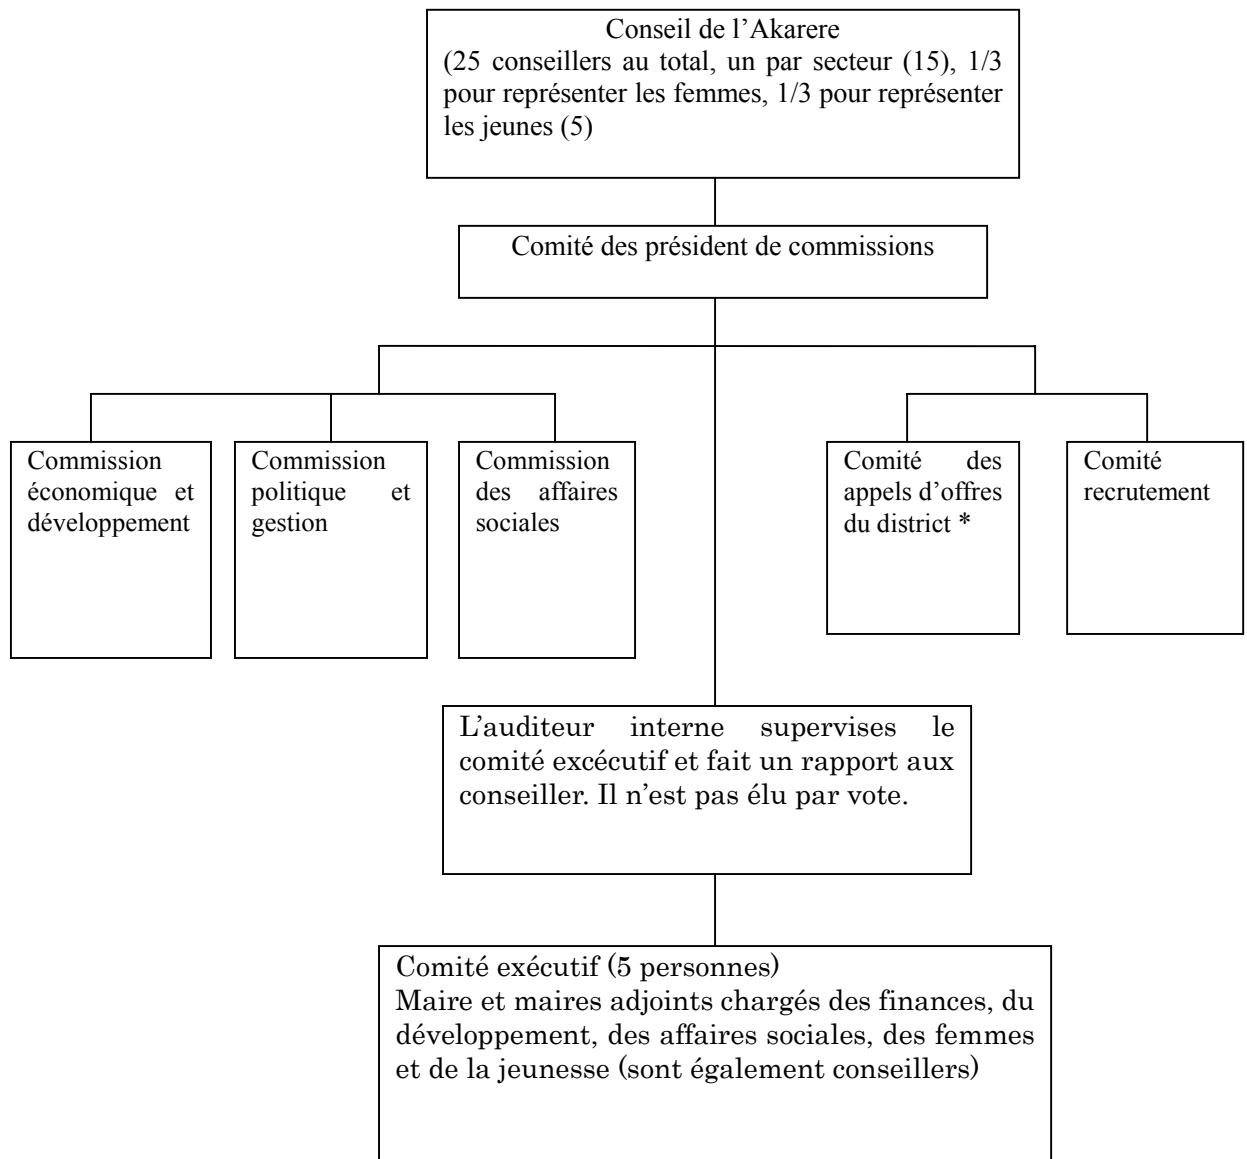 Conseil de l’Akarere
(25 conseillers au total, un par secteur (15), 1/3
pour représenter les femmes, 1/3 pour représenter
les jeunes (5)
Comité des président de commissions
Commission
économique et
développement
Commission
politique et
gestion
Commission
des affaires
sociales
Comité des
appels d’offres
du district *
Comité
recrutement
L’auditeur interne supervises le
comité excécutif et fait un rapport aux
conseiller. Il n’est pas élu par vote.
Comité exécutif (5 personnes)
Maire et maires adjoints chargés des finances, du
développement, des affaires sociales, des femmes
et de la jeunesse (sont également conseillers)